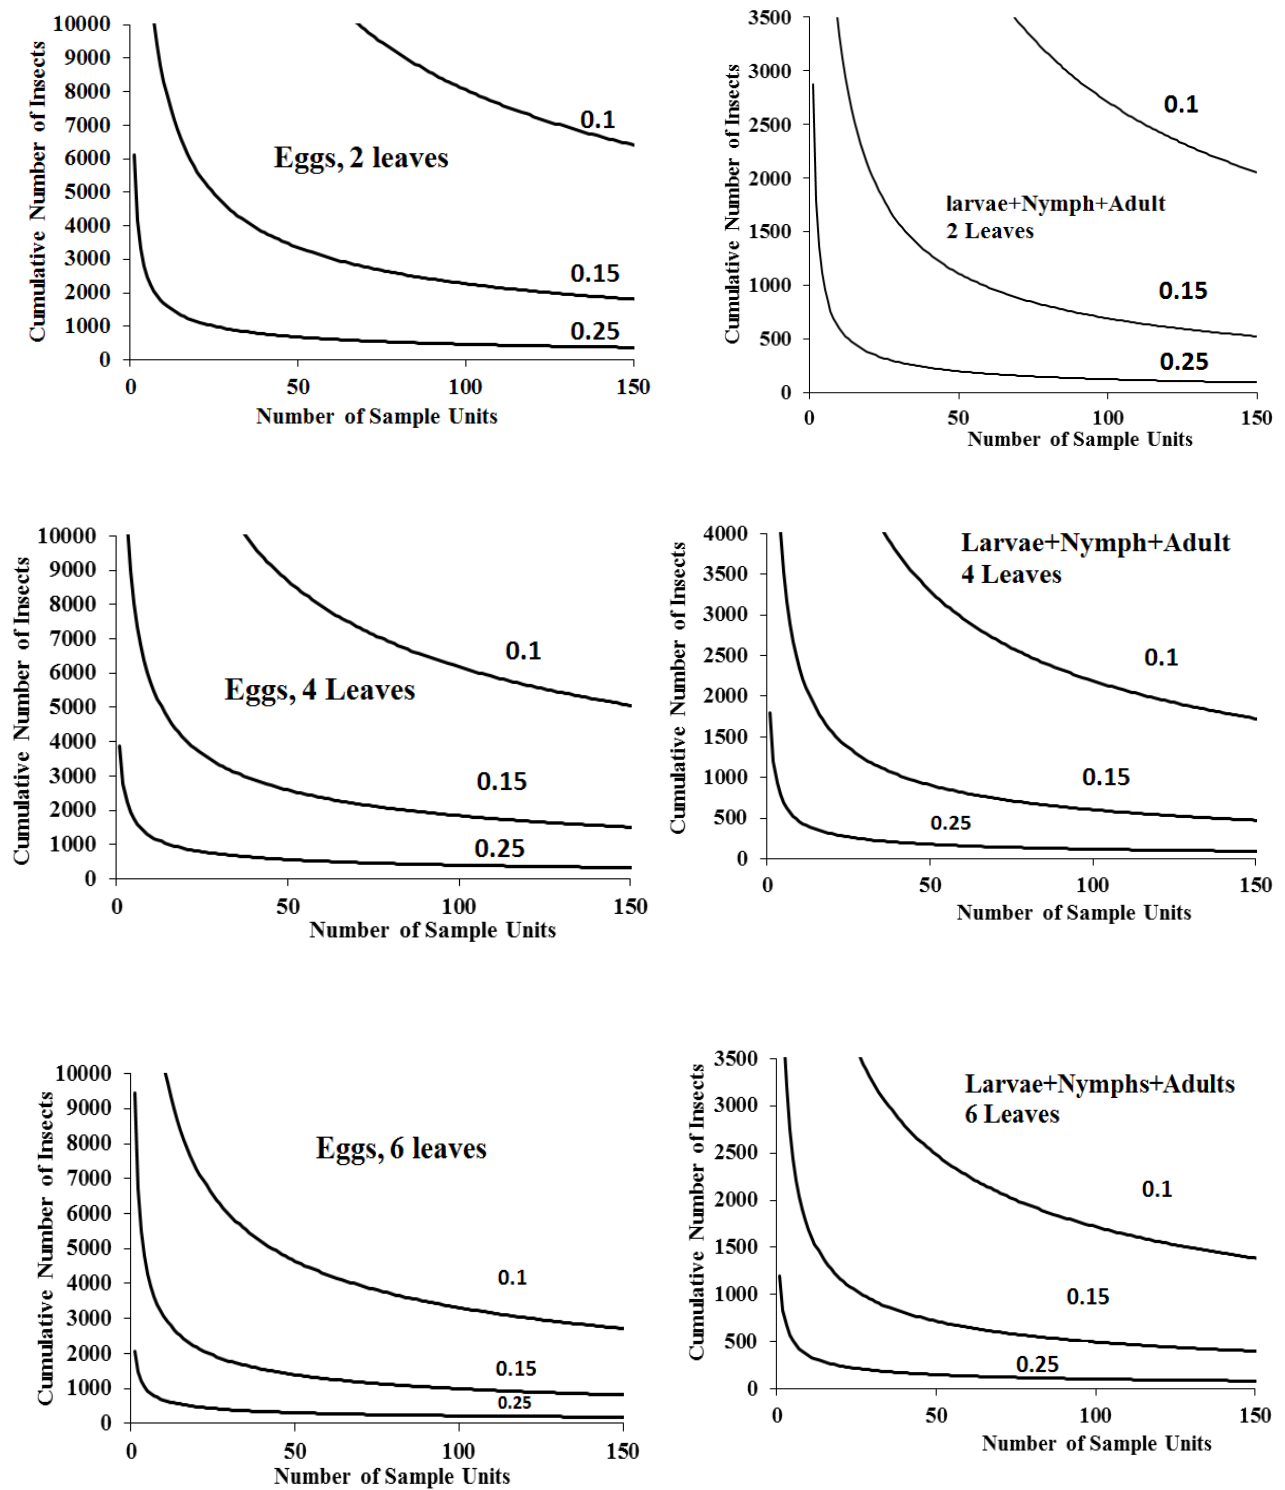 Cumulative Number of Insects
10000
9000
8000
7000
6000
5000
4000
3000
2000
1000
0
0.1
Eggs, 2 leaves
0.15
0.25
0 50 100 150
Number of Sample Units
Cumulative Number of Insects
3500
3000
2500
2000
1500
1000
500
0
0.1
larvae+Nymph+Adult
2 Leaves
0.15
0.25
0 50 100 150
Number of Sample Units
Cumulative Number of Insects
10000
9000
8000
7000
6000
5000
4000
3000
2000
1000
0
0.1
Eggs, 4 Leaves
0.15
0.25
0 50 100 150
Number of Sample Units
Cumulative Number of Insects
4000
3500
3000
2500
2000
1500
1000
500
0
Larvae+Nymph+Adult
4 Leaves
0.1
0.15
0.25
0 50 100 150
Number of Sample Units
Cumulative Number of Insects
10000
9000
8000
7000
6000
5000
4000
3000
2000
1000
0
Eggs, 6 leaves
0.1
0.15
0.25
0 50 100 150
Number of Sample Units
Cumulative Number of Insects
3500
3000
2500
2000
1500
1000
500
0
Larvae+Nymphs+Adults
6 Leaves
0.1
0.15
0.25
0 50 100 150
Number of Sample Units